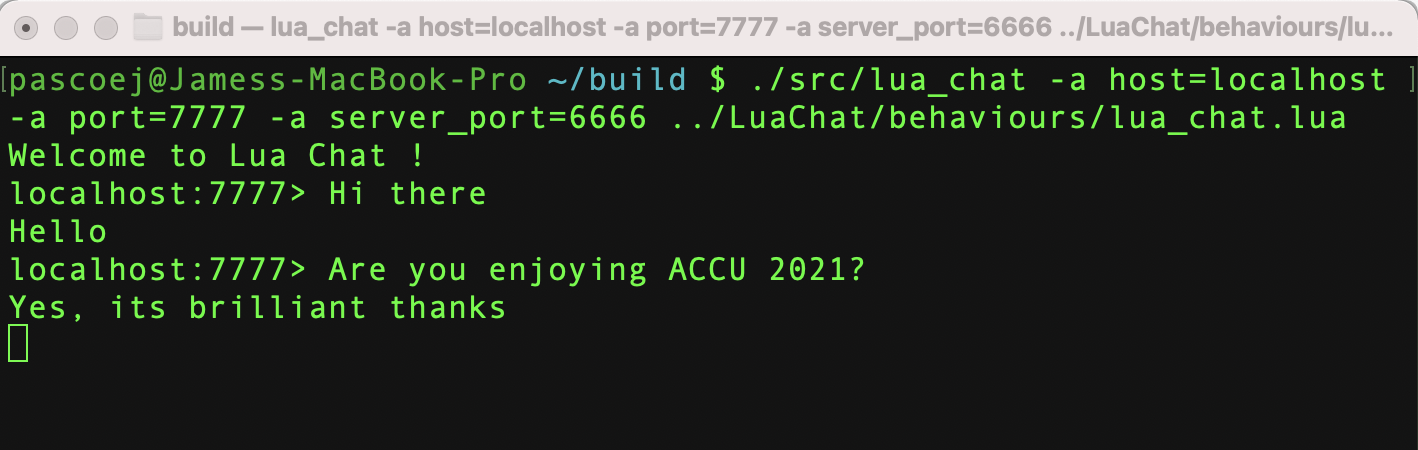 build — lua_chat -a host=localhost -a port=7777 -a server_port=6666 ../LuaChat/behaviours/lu...
[pascoej@Jamess-MacBook-Pro ~/build $ ./src/lua_chat -a host=localhost ]
-a port=7777 -a server_port=6666 ../LuaChat/behaviours/lua_chat.lua
Welcome to Lua Chat !
localhost:7777> Hi there
Hello
localhost:7777> Are you enjoying ACCU 2021?
Yes, its brilliant thanks